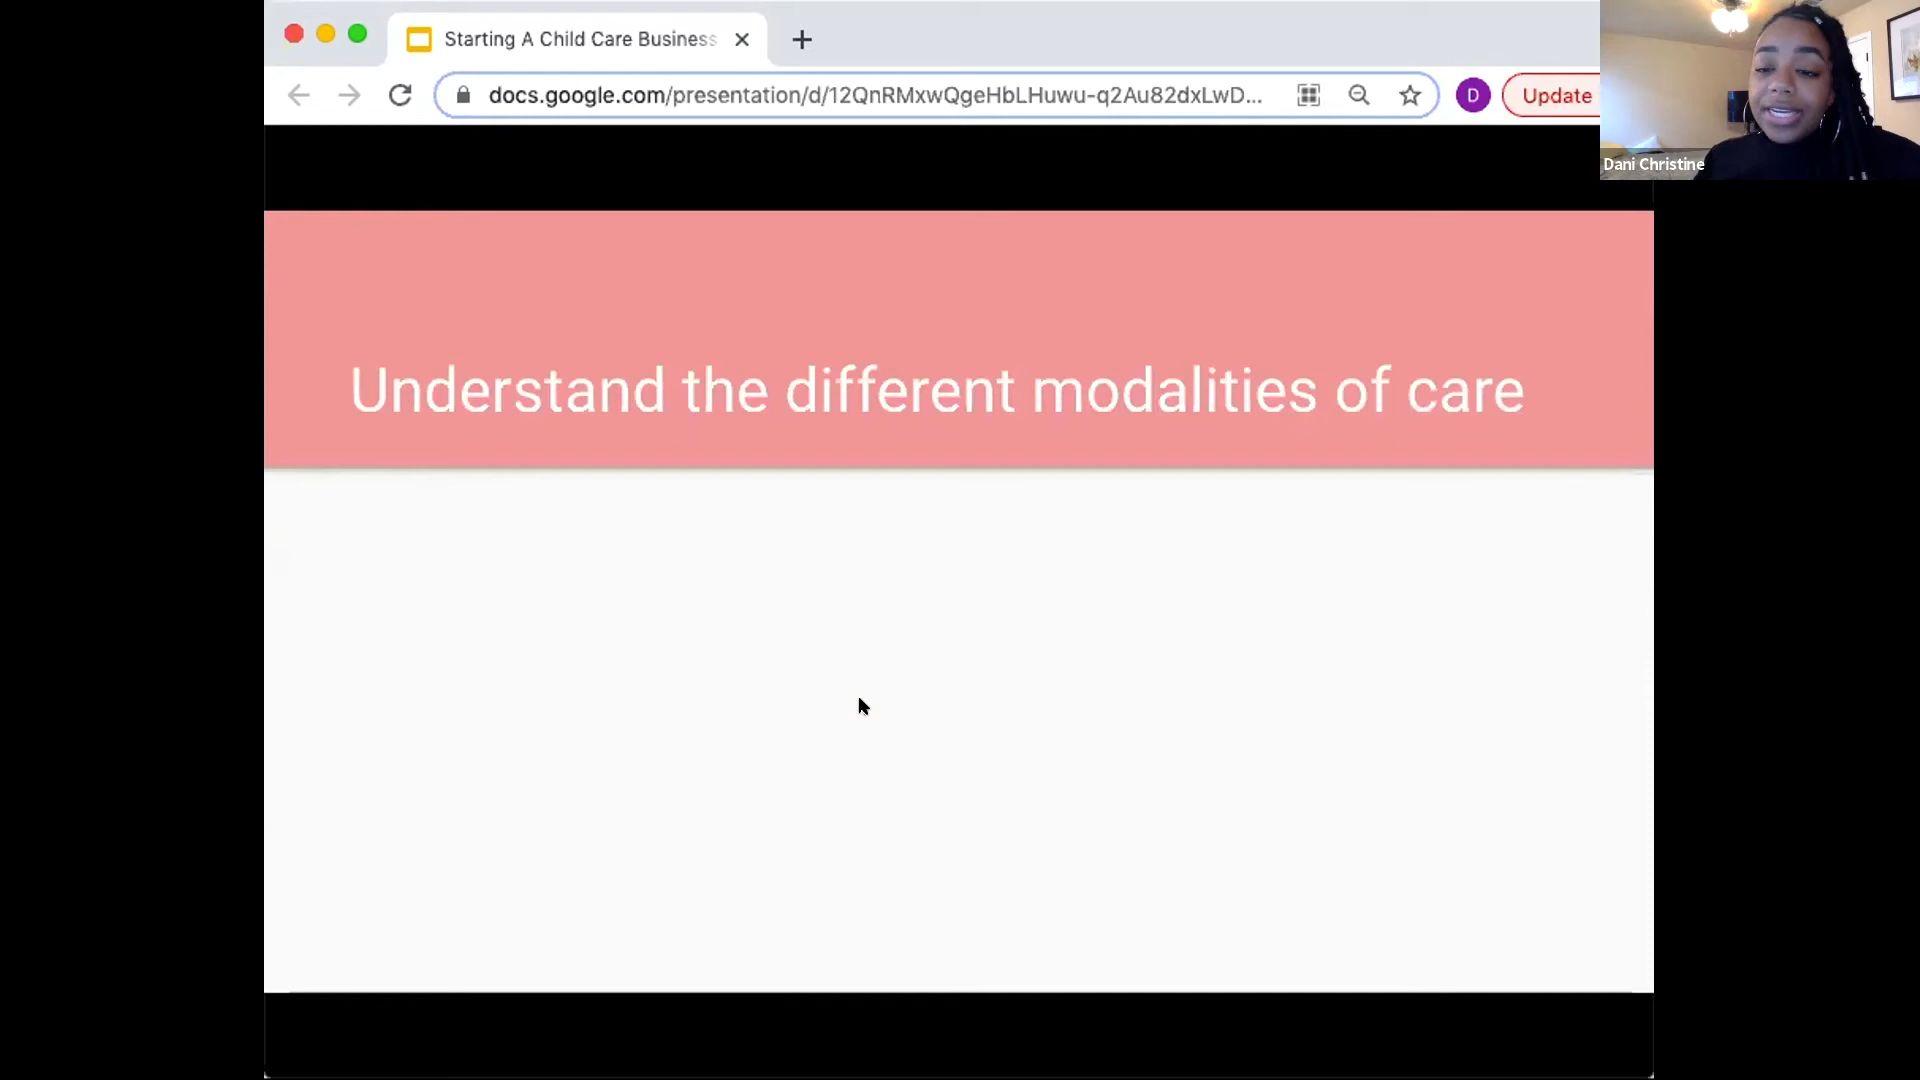 Starting A Child Care Business
docs.google.com/presentation/d/12QnRMxwQgeHbLHuwu-q2Au82dxLwD...
D
Update
Dani Christine
Understand the different modalities of care